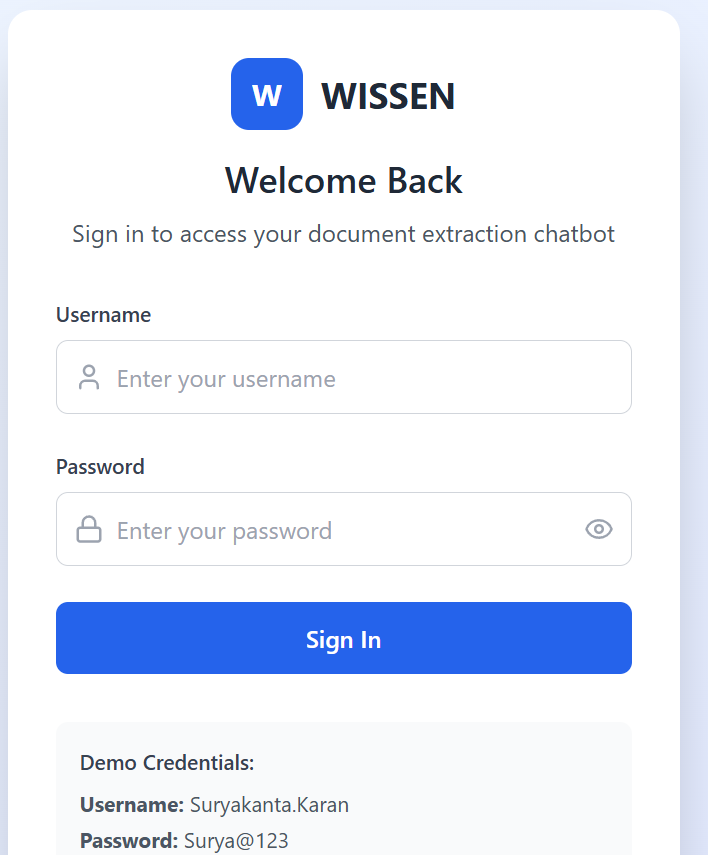 W WISSEN
Welcome Back
Sign in to access your document extraction chatbot
Username
Enter your username
Password
Enter your password
Sign In
Demo Credentials:
Username: Suryakanta.Karan
Password: Surya@123